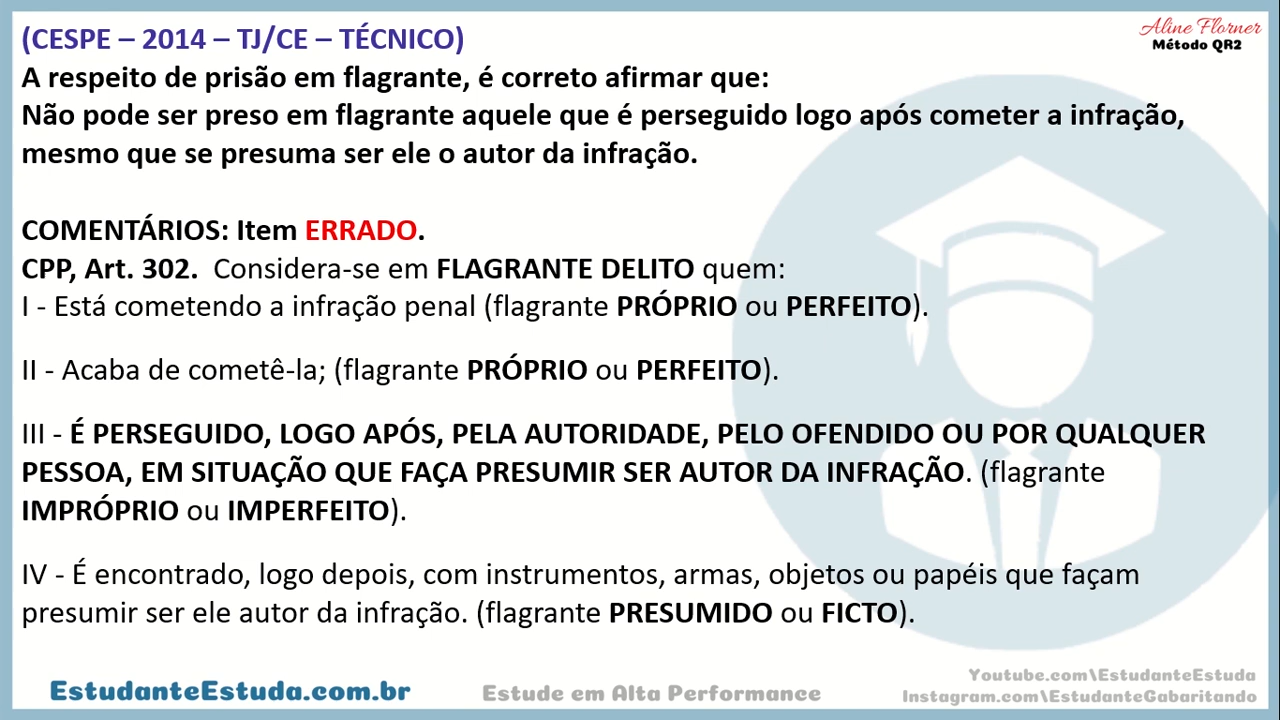 (CESPE – 2014 – TJ/CE – TÉCNICO)
Aline Florner
Método QR2
A respeito de prisão em flagrante, é correto afirmar que:
Não pode ser preso em flagrante aquele que é perseguido logo após cometer a infração,
mesmo que se presuma ser ele o autor da infração.
COMENTÁRIOS: Item ERRADO.
CPP, Art. 302. Considera-se em FLAGRANTE DELITO quem:
I - Está cometendo a infração penal (flagrante PRÓPRIO ou PERFEITO).
II - Acaba de cometê-la; (flagrante PRÓPRIO ou PERFEITO).
III - É PERSEGUIDO, LOGO APÓS, PELA AUTORIDADE, PELO OFENDIDO OU POR QUALQUER
PESSOA, EM SITUAÇÃO QUE FAÇA PRESUMIR SER AUTOR DA INFRAÇÃO. (flagrante
IMPRÓPRIO ou IMPERFEITO).
IV - É encontrado, logo depois, com instrumentos, armas, objetos ou papéis que façam
presumir ser ele autor da infração. (flagrante PRESUMIDO ou FICTO).
EstudanteEstuda.com.br
Estude em Alta Performance
Youtube.com\EstudanteEstuda
Instagram.com\EstudanteGabaritando